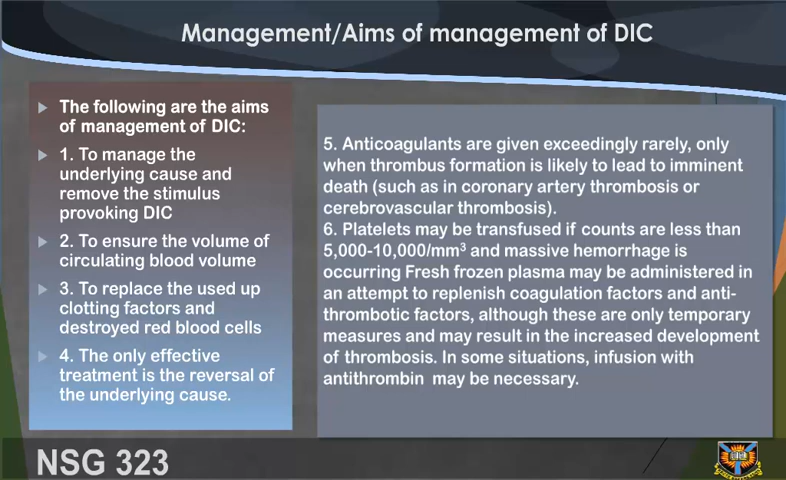 Management/Aims of management of DIC
The following are the aims
of management of DIC:
1. To manage the
underlying cause and
remove the stimulus
provoking DIC
2. To ensure the volume of
circulating blood volume
3. To replace the used up
clotting factors and
destroyed red blood cells
4. The only effective
treatment is the reversal of
the underlying cause.
5. Anticoagulants are given exceedingly rarely, only
when thrombus formation is likely to lead to imminent
death (such as in coronary artery thrombosis or
cerebrovascular thrombosis).
6. Platelets may be transfused if counts are less than
5,000-10,000/mm³ and massive hemorrhage is
occurring Fresh frozen plasma may be administered in
an attempt to replenish coagulation factors and anti-
thrombotic factors, although these are only temporary
measures and may result in the increased development
of thrombosis. In some situations, infusion with
antithrombin may be necessary.
NSG 323